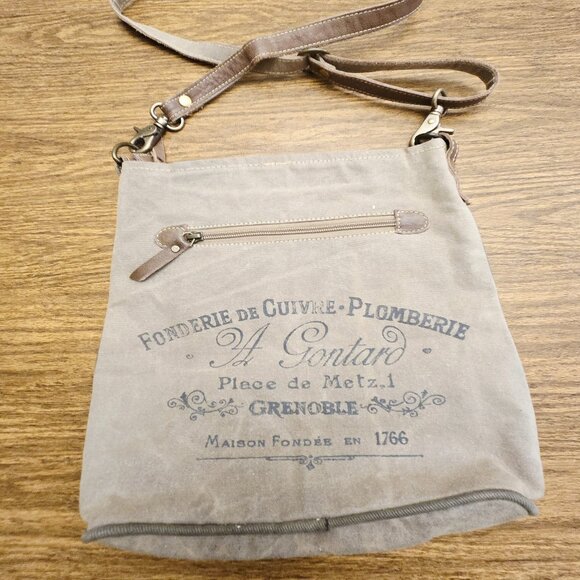 FONDERIE DE CUIVRE · PLOMBERIE
· A Gontard ·
Place de Metz, 1
GRENOBLE
MAISON FONDÉE EN 1766